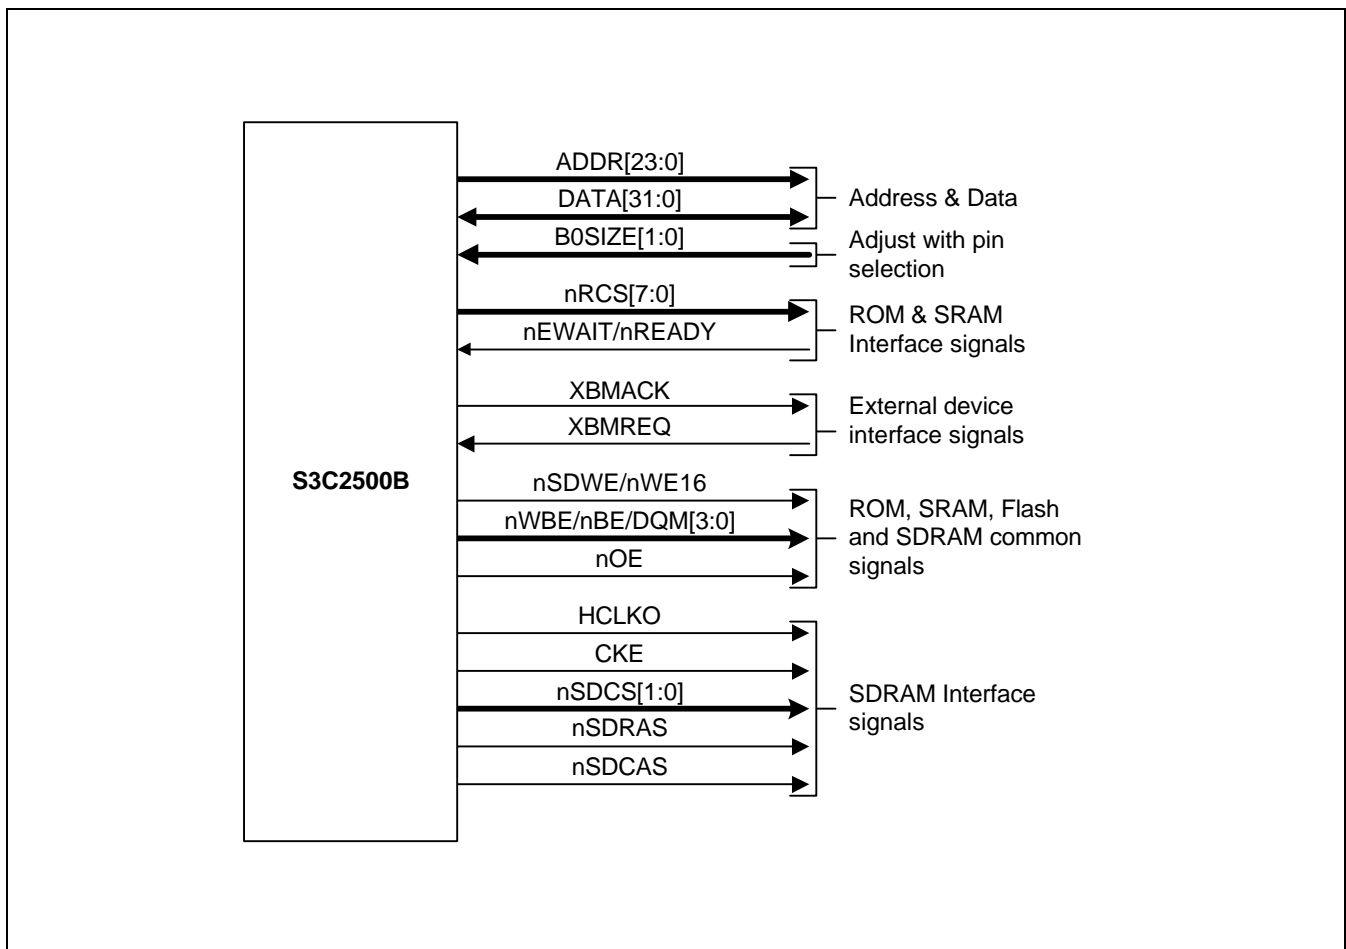 ADDR[23:0]
DATA[31:0]
Address & Data
B0SIZE[1:0]
Adjust with pin
selection
nRCS[7:0]
nEWAIT/nREADY
ROM & SRAM
Interface signals
XBMACK
XBMREQ
External device
interface signals
S3C2500B
nSDWE/nWE16
nWBE/nBE/DQM[3:0]
nOE
ROM, SRAM, Flash
and SDRAM common
signals
HCLKO
CKE
nSDCS[1:0]
nSDRAS
nSDCAS
SDRAM Interface
signals